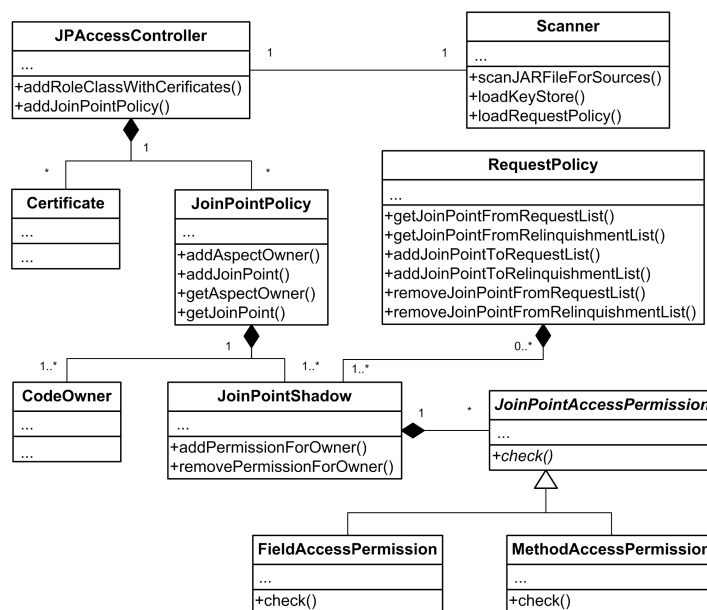 JPAccessController
...
+addRoleClassWithCerificates()
+addJoinPointPolicy()
1
1
Scanner
...
+scanJARFileForSources()
+loadKeyStore()
+loadRequestPolicy()
1
*
*
Certificate
...
...
JoinPointPolicy
...
+addAspectOwner()
+addJoinPoint()
+getAspectOwner()
+getJoinPoint()
RequestPolicy
...
+getJoinPointFromRequestList()
+getJoinPointFromRelinquishmentList()
+addJoinPointToRequestList()
+addJoinPointToRelinquishmentList()
+removeJoinPointFromRequestList()
+removeJoinPointFromRelinquishmentList()
1
0..*
1..*
1..*
1..*
CodeOwner
...
...
JoinPointShadow
...
+addPermissionForOwner()
+removePermissionForOwner()
1
*
JoinPointAccessPermission
...
+check()
FieldAccessPermission
...
+check()
MethodAccessPermission
...
+check()